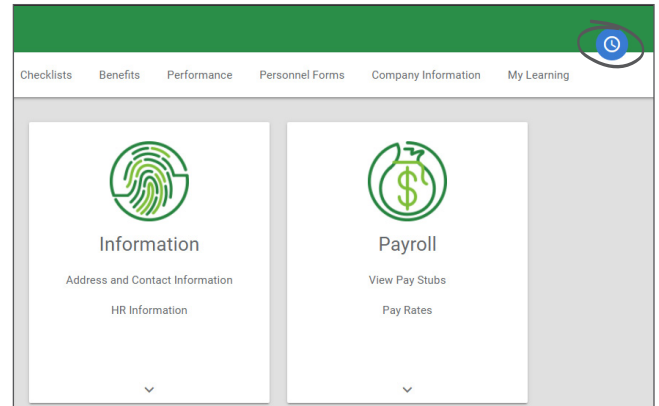 Checklists Benefits Performance Personnel Forms Company Information My Learning
Information
Address and Contact Information
HR Information
Payroll
View Pay Stubs
Pay Rates